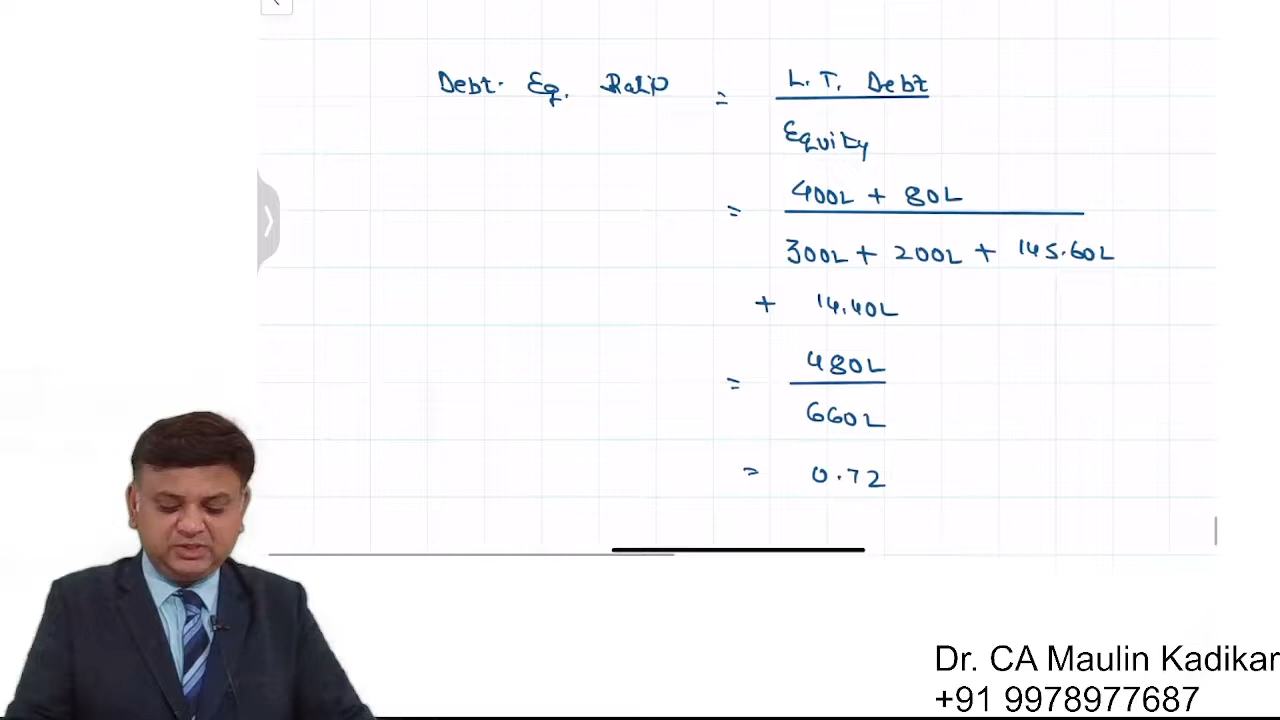 Debt. Eq. Ratio = L. T. Debt
Equity
= 400L + 80L
300L + 200L + 145.60L
+ 14.40L
= 480L
660L
= 0.72
Dr. CA Maulin Kadikar
+91 9978977687